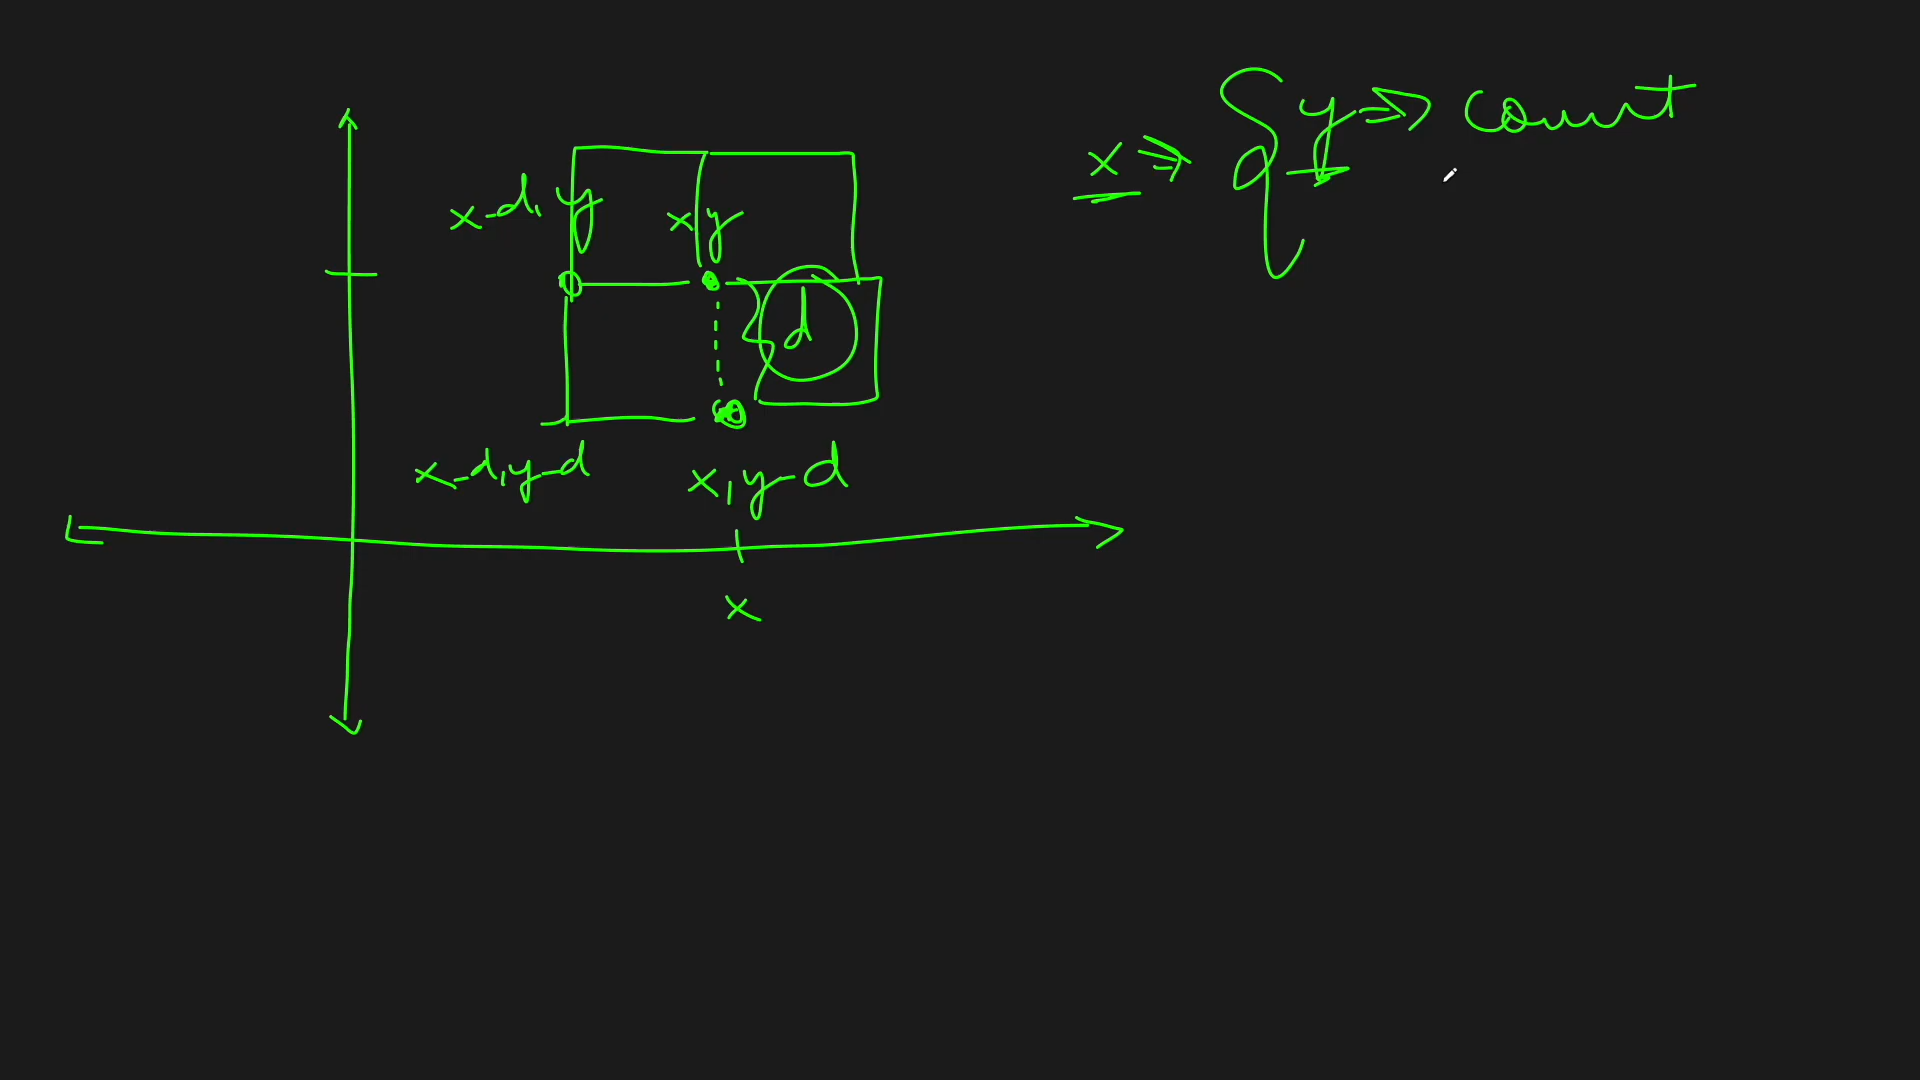 x => { y => count
x-d, y
x y
d
x-d, y-d
x, y-d
x